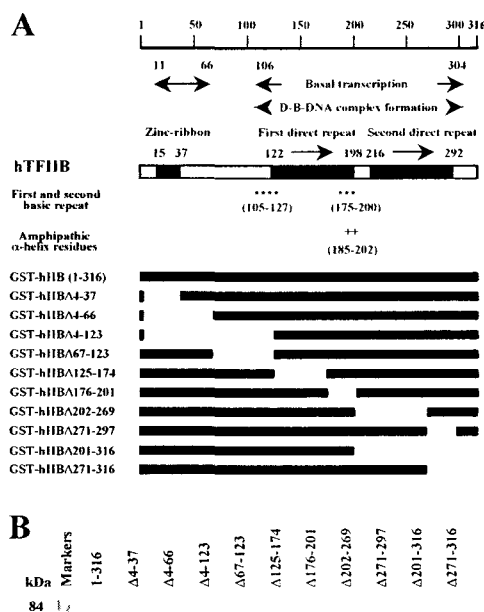 A
1 50 100 150 200 250 300 316
11 66 106 304
Basal transcription
D-B-DNA complex formation
Zinc-ribbon First direct repeat Second direct repeat
15 37 122 198 216 292
hTFIIB
First and second basic repeat
**** ***
(105-127) (175-200)
Amphipathic α-helix residues
++
(185-202)
GST-hIIB (1-316)
GST-hIIBΔ4-37
GST-hIIBΔ4-66
GST-hIIBΔ4-123
GST-hIIBΔ67-123
GST-hIIBΔ125-174
GST-hIIBΔ176-201
GST-hIIBΔ202-269
GST-hIIBΔ271-297
GST-hIIBΔ201-316
GST-hIIBΔ271-316
B
kDa Markers 1-316 Δ4-37 Δ4-66 Δ4-123 Δ67-123 Δ125-174 Δ176-201 Δ202-269 Δ271-297 Δ201-316 Δ271-316
84